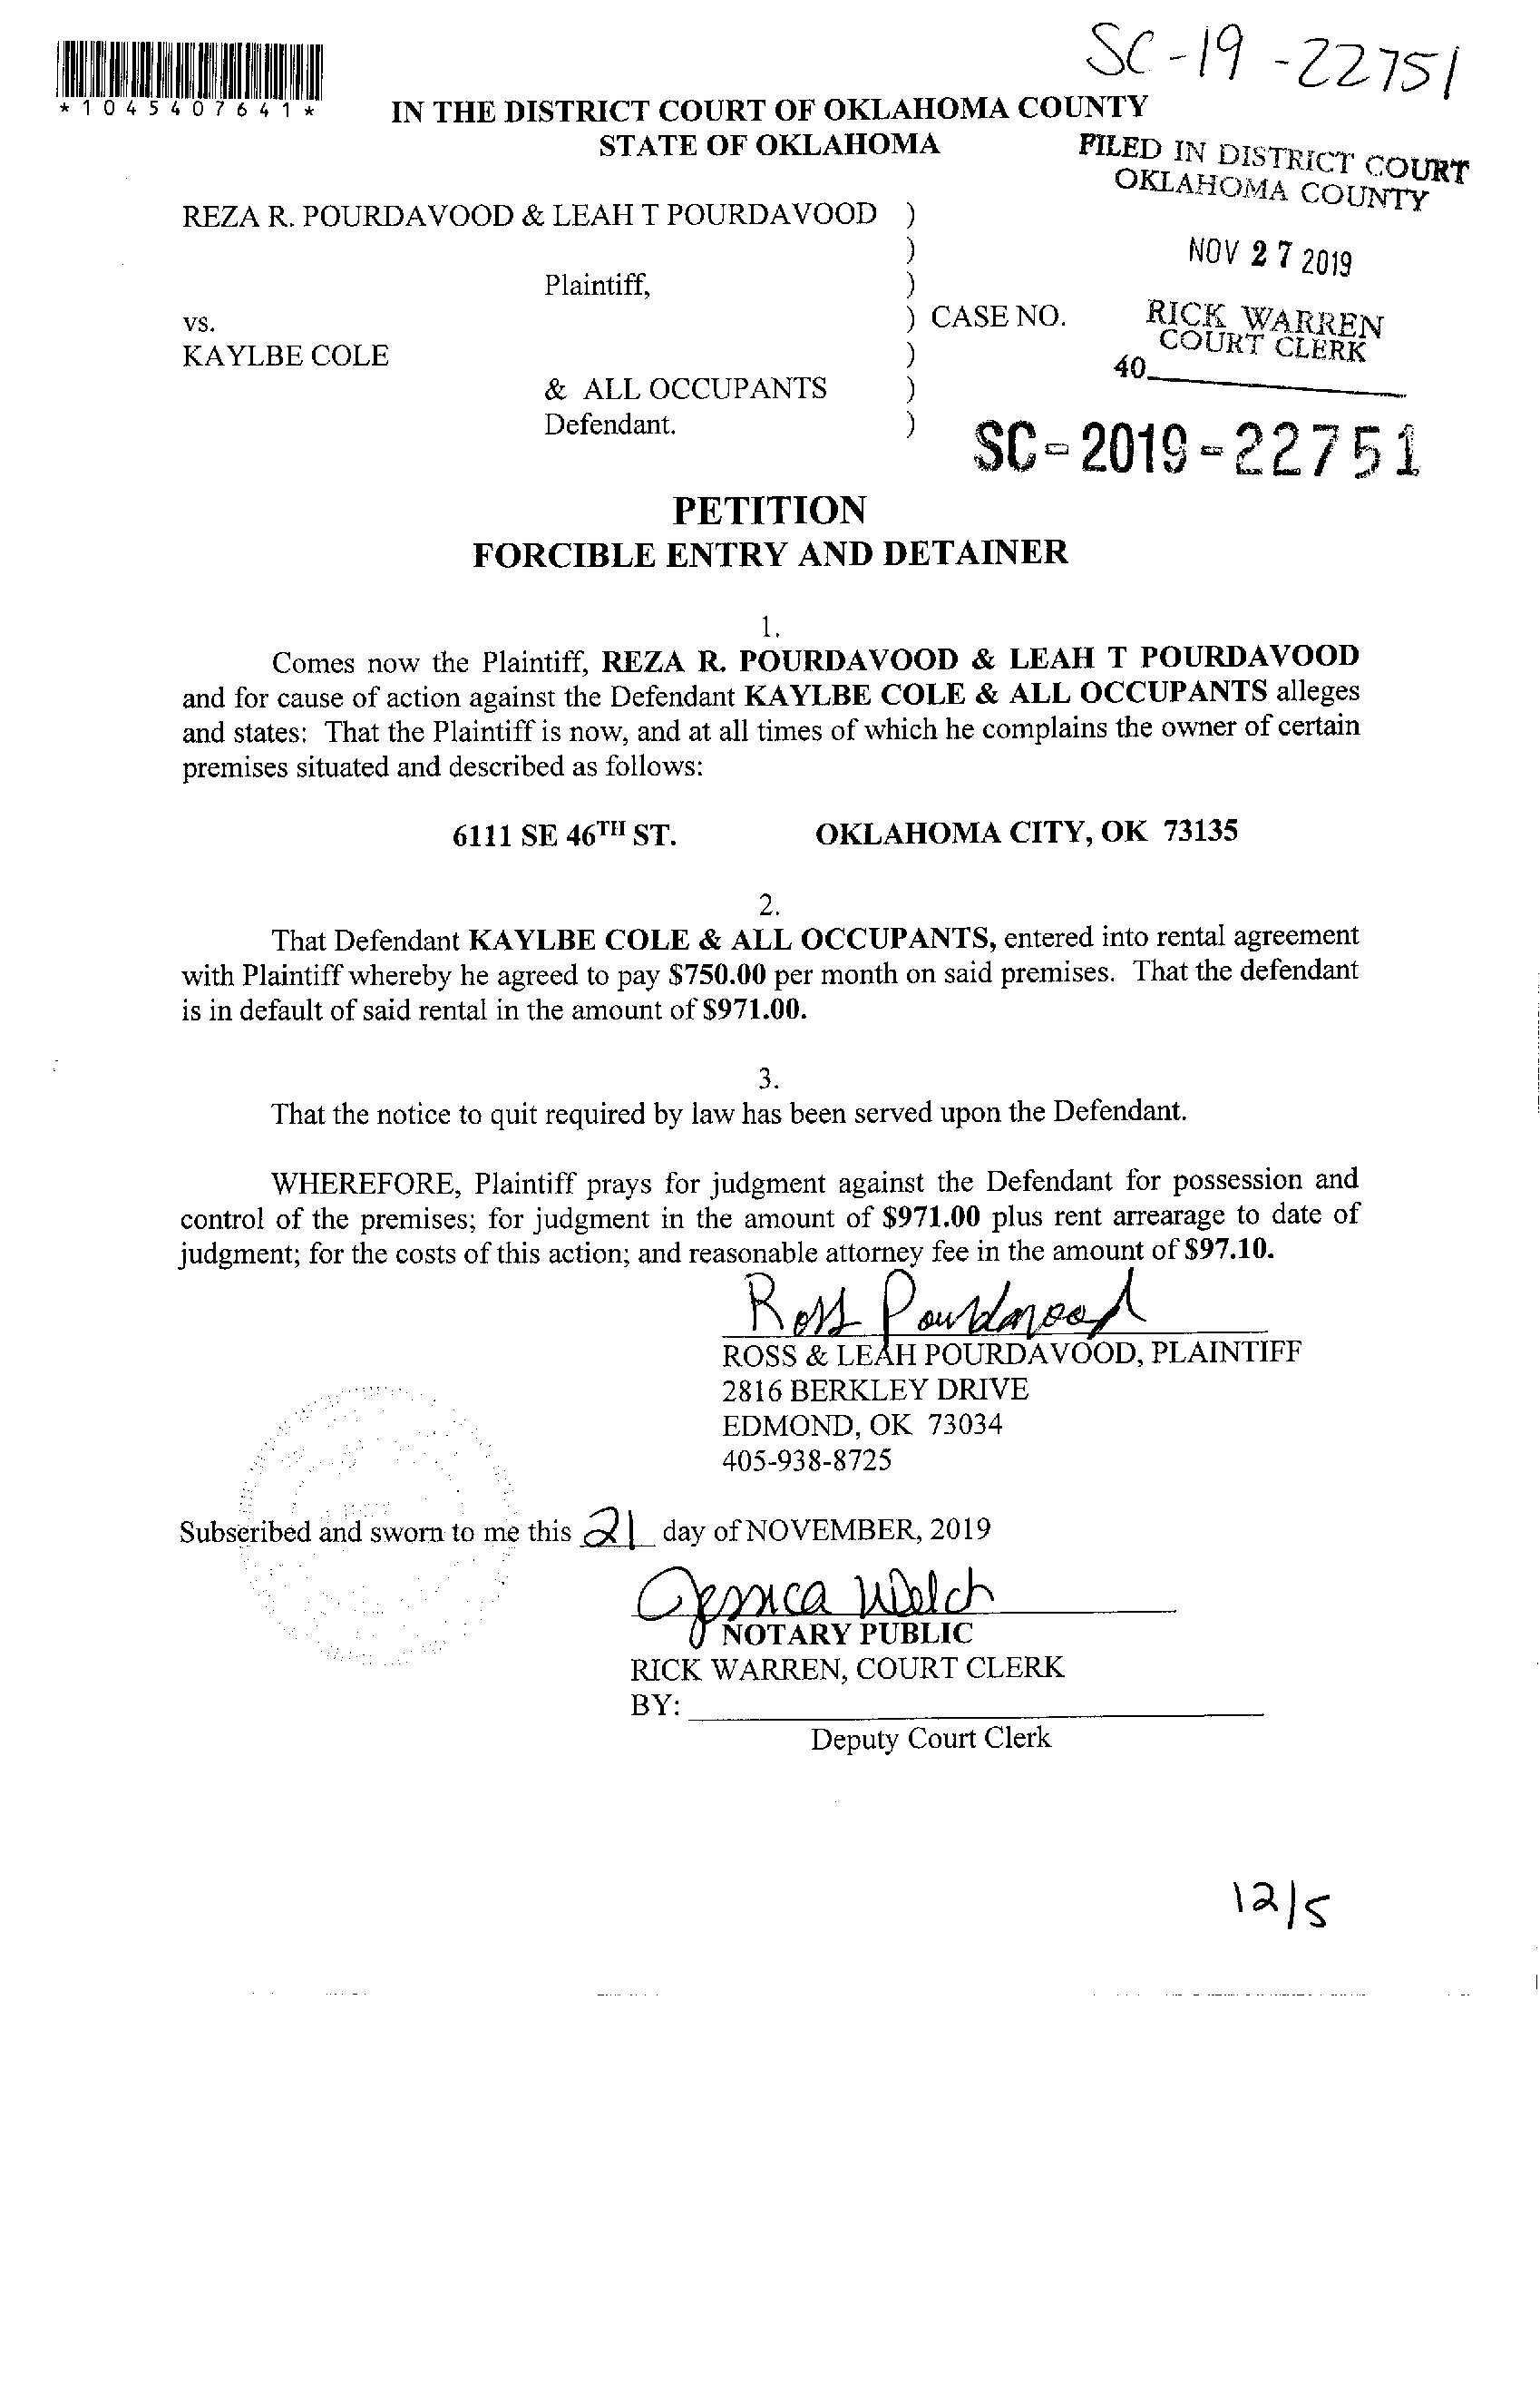 SC-19-22751
*1045407641*
IN THE DISTRICT COURT OF OKLAHOMA COUNTY
STATE OF OKLAHOMA
FILED IN DISTRICT COURT
OKLAHOMA COUNTY
REZA R. POURDAVOOD & LEAH T POURDAVOOD )
)
NOV 27 2019
Plaintiff, )
vs. ) CASE NO.
RICK WARREN
COURT CLERK
KAYLBE COLE )
40
& ALL OCCUPANTS )
Defendant. )
SC-2019-22751
PETITION
FORCIBLE ENTRY AND DETAINER
1.
Comes now the Plaintiff, REZA R. POURDAVOOD & LEAH T POURDAVOOD
and for cause of action against the Defendant KAYLBE COLE & ALL OCCUPANTS alleges
and states: That the Plaintiff is now, and at all times of which he complains the owner of certain
premises situated and described as follows:
6111 SE 46TH ST. OKLAHOMA CITY, OK 73135
2.
That Defendant KAYLBE COLE & ALL OCCUPANTS, entered into rental agreement
with Plaintiff whereby he agreed to pay $750.00 per month on said premises. That the defendant
is in default of said rental in the amount of $971.00.
3.
That the notice to quit required by law has been served upon the Defendant.
WHEREFORE, Plaintiff prays for judgment against the Defendant for possession and
control of the premises; for judgment in the amount of $971.00 plus rent arrearage to date of
judgment; for the costs of this action; and reasonable attorney fee in the amount of $97.10.
Ross Pourdavood
ROSS & LEAH POURDAVOOD, PLAINTIFF
2816 BERKLEY DRIVE
EDMOND, OK 73034
405-938-8725
Subscribed and sworn to me this 21 day of NOVEMBER, 2019
Jessica Welch
NOTARY PUBLIC
RICK WARREN, COURT CLERK
BY:
Deputy Court Clerk
12/5